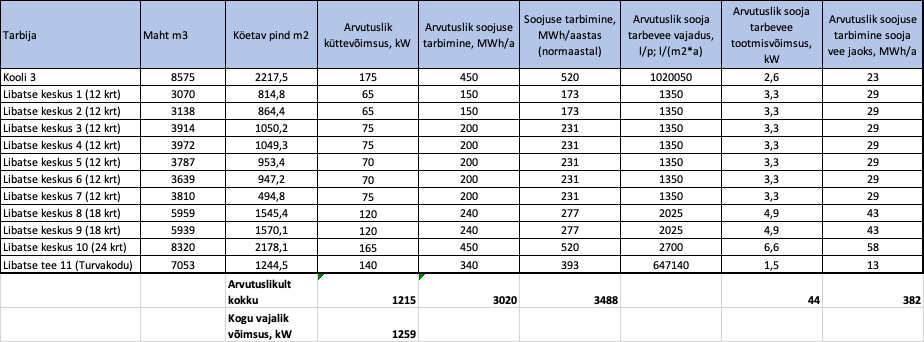 Tarbija Maht m3 Köetav pind m2 Arvutuslik küttevõimsus, kW Arvutuslik soojuse tarbimine, MWh/a Soojuse tarbimine, MWh/aastas (normaastal) Arvutuslik sooja tarbevee vajadus, l/p; l/(m2*a) Arvutuslik sooja tarbevee tootmisvõimsus, kW Arvutuslik soojuse tarbimine sooja vee jaoks, MWh/a
Kooli 3 8575 2217,5 175 450 520 1020050 2,6 23
Libatse keskus 1 (12 krt) 3070 814,8 65 150 173 1350 3,3 29
Libatse keskus 2 (12 krt) 3138 864,4 65 150 173 1350 3,3 29
Libatse keskus 3 (12 krt) 3914 1050,2 75 200 231 1350 3,3 29
Libatse keskus 4 (12 krt) 3972 1049,3 75 200 231 1350 3,3 29
Libatse keskus 5 (12 krt) 3787 953,4 70 200 231 1350 3,3 29
Libatse keskus 6 (12 krt) 3639 947,2 70 200 231 1350 3,3 29
Libatse keskus 7 (12 krt) 3810 494,8 75 200 231 1350 3,3 29
Libatse keskus 8 (18 krt) 5959 1545,4 120 240 277 2025 4,9 43
Libatse keskus 9 (18 krt) 5939 1570,1 120 240 277 2025 4,9 43
Libatse keskus 10 (24 krt) 8320 2178,1 165 450 520 2700 6,6 58
Libatse tee 11 (Turvakodu) 7053 1244,5 140 340 393 647140 1,5 13
Arvutuslikult kokku 1215 3020 3488 44 382
Kogu vajalik võimsus, kW 1259